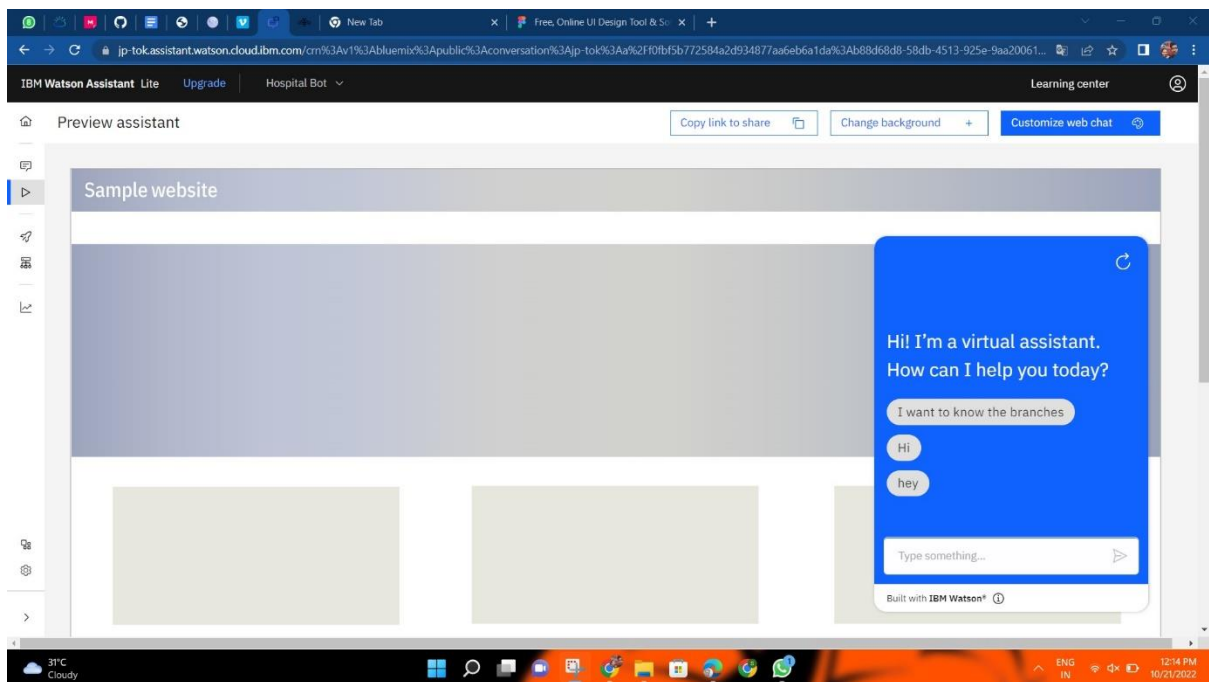 New Tab
Free, Online UI Design Tool & So
jp-tok.assistant.watson.cloud.ibm.com/crn%3Av1%3Abluemix%3Apublic%3Aconversation%3Ajp-tok%3Aa%2Ff0fbf5b772584a2d934877aa6eb6a1da%3Ab88d68d8-58db-4513-925e-9aa20061...
IBM Watson Assistant Lite Upgrade Hospital Bot Learning center
Preview assistant Copy link to share Change background + Customize web chat
Sample website
Hi! I'm a virtual assistant.
How can I help you today?
I want to know the branches
Hi
hey
Type something...
Built with IBM Watson®
31°C
Cloudy
ENG
IN
12:14 PM
10/21/2022